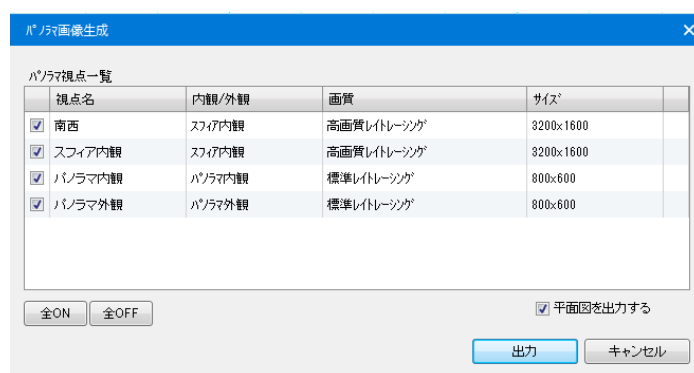 ﾊﾟﾉﾗﾏ画像生成
ﾊﾟﾉﾗﾏ視点一覧
視点名 内観/外観 画質 ｻｲｽﾞ
南西 ｽﾌｨｱ内観 高画質ﾚｲﾄﾚｰｼﾝｸﾞ 3200x1600
スフィア内観 ｽﾌｨｱ内観 高画質ﾚｲﾄﾚｰｼﾝｸﾞ 3200x1600
パノラマ内観 ﾊﾟﾉﾗﾏ内観 標準ﾚｲﾄﾚｰｼﾝｸﾞ 800x600
パノラマ外観 ﾊﾟﾉﾗﾏ外観 標準ﾚｲﾄﾚｰｼﾝｸﾞ 800x600
全ON 全OFF 平面図を出力する
出力 キャンセル